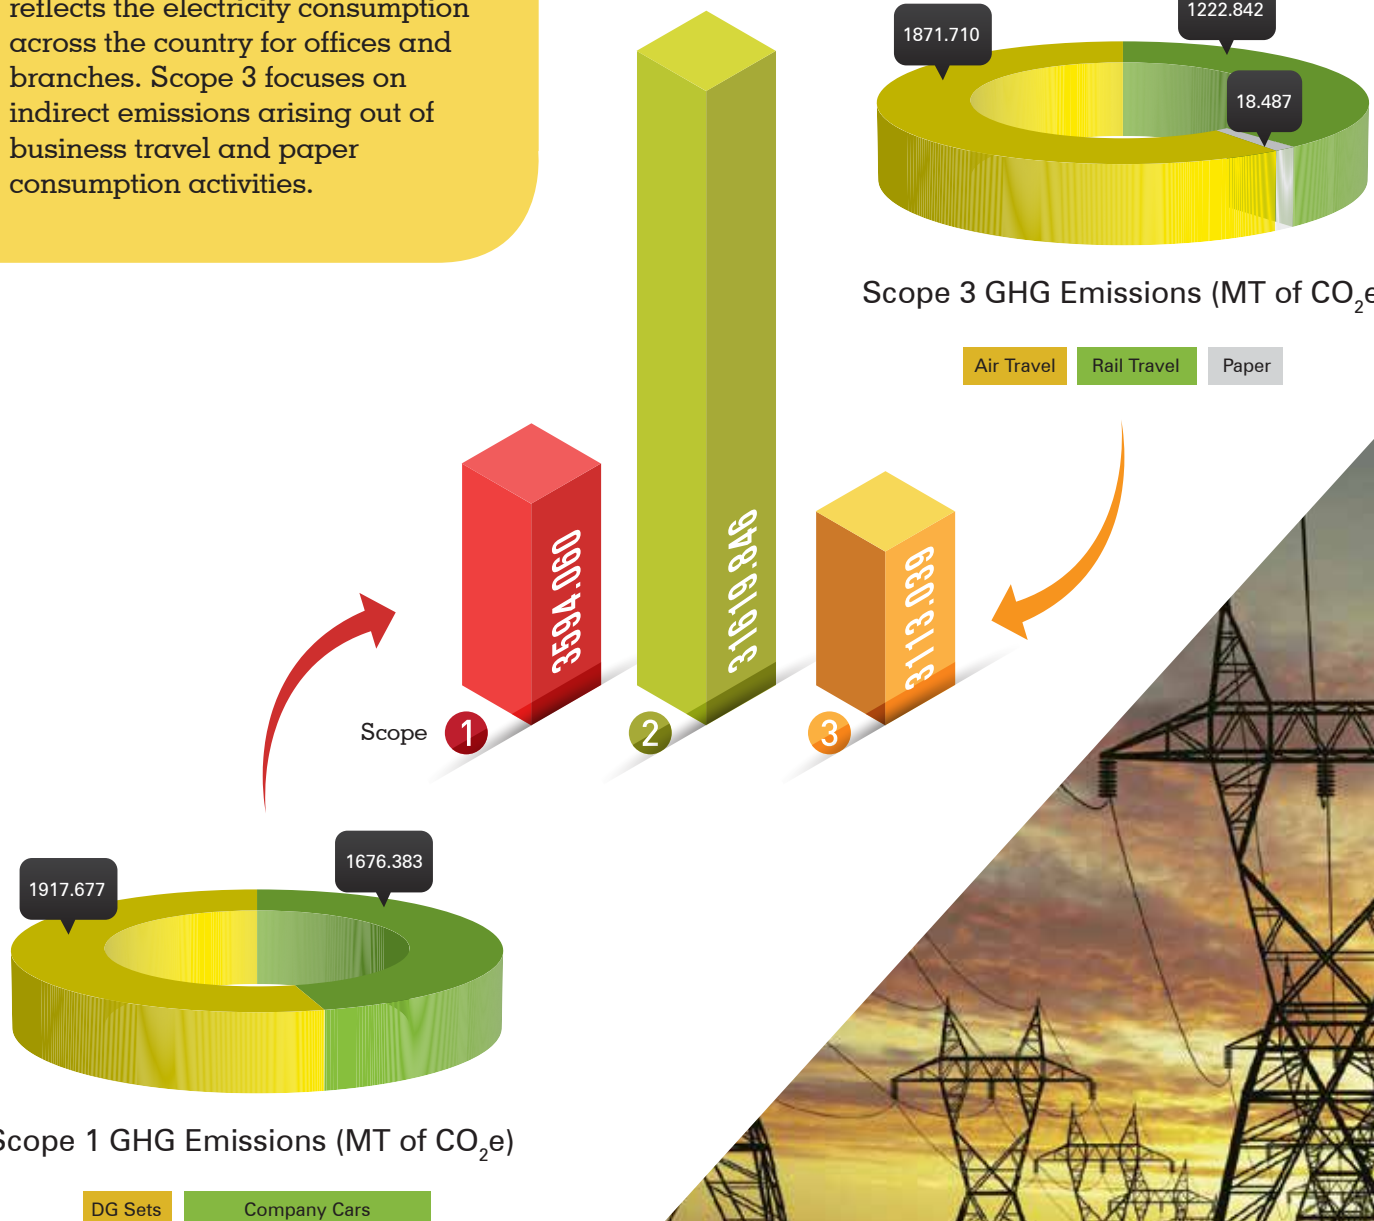 reflects the electricity consumption
across the country for offices and
branches. Scope 3 focuses on
indirect emissions arising out of
business travel and paper
consumption activities.
1871.710
1222.842
18.487
Scope 3 GHG Emissions (MT of CO₂e
Air Travel
Rail Travel
Paper
3594.060
31619.846
3113.039
Scope
1
2
3
1917.677
1676.383
Scope 1 GHG Emissions (MT of CO₂e)
DG Sets
Company Cars